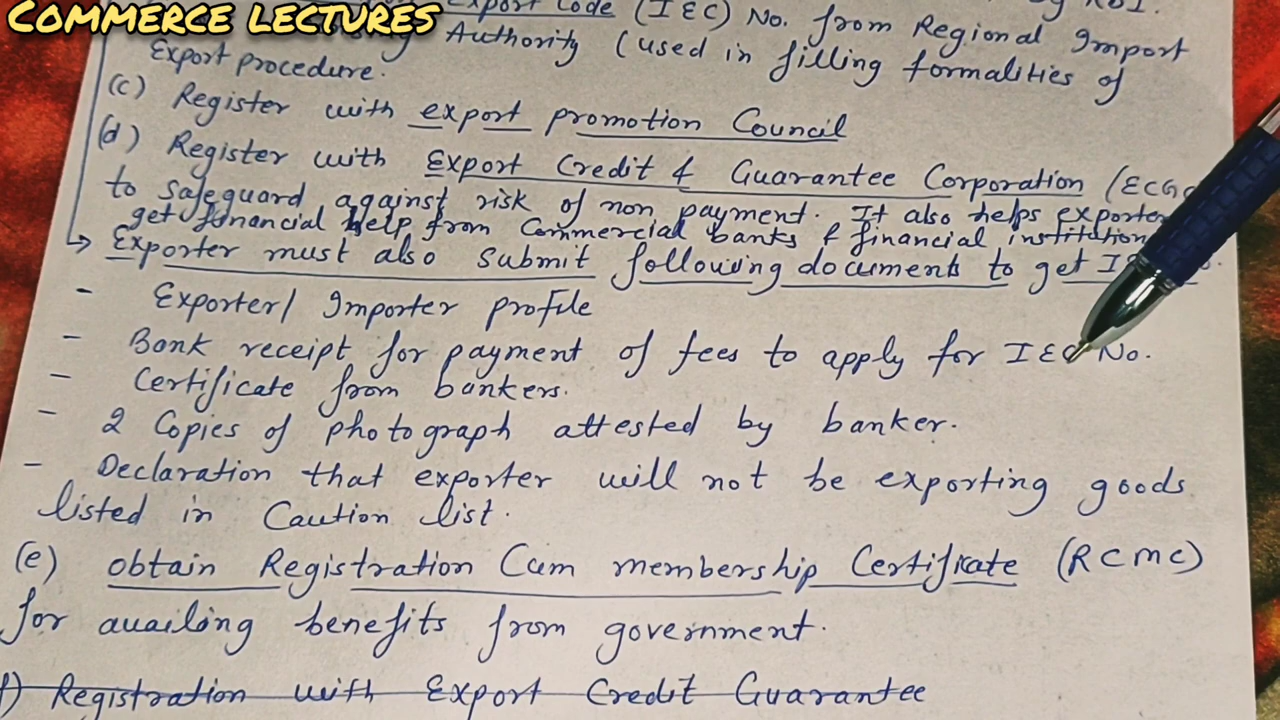 COMMERCE LECTURES
Export Code (IEC) No. from Regional Import
Authority (used in filling formalities of
Export procedure.
(c) Register with export promotion Council
(d) Register with Export Credit & Guarantee Corporation (ECGC
to safeguard against risk of non payment. It also helps exporter
get financial help from Commercial banks & financial institution
→ Exporter must also submit following documents to get
- Exporter/ Importer profile
- Bank receipt for payment of fees to apply for IEC No.
- Certificate from bankers.
- 2 Copies of photograph attested by banker.
- Declaration that exporter will not be exporting goods
listed in Caution list.
(e) obtain Registration Cum membership Certificate (RCMC)
for availing benefits from government.
f) Registration with Export Credit Guarantee